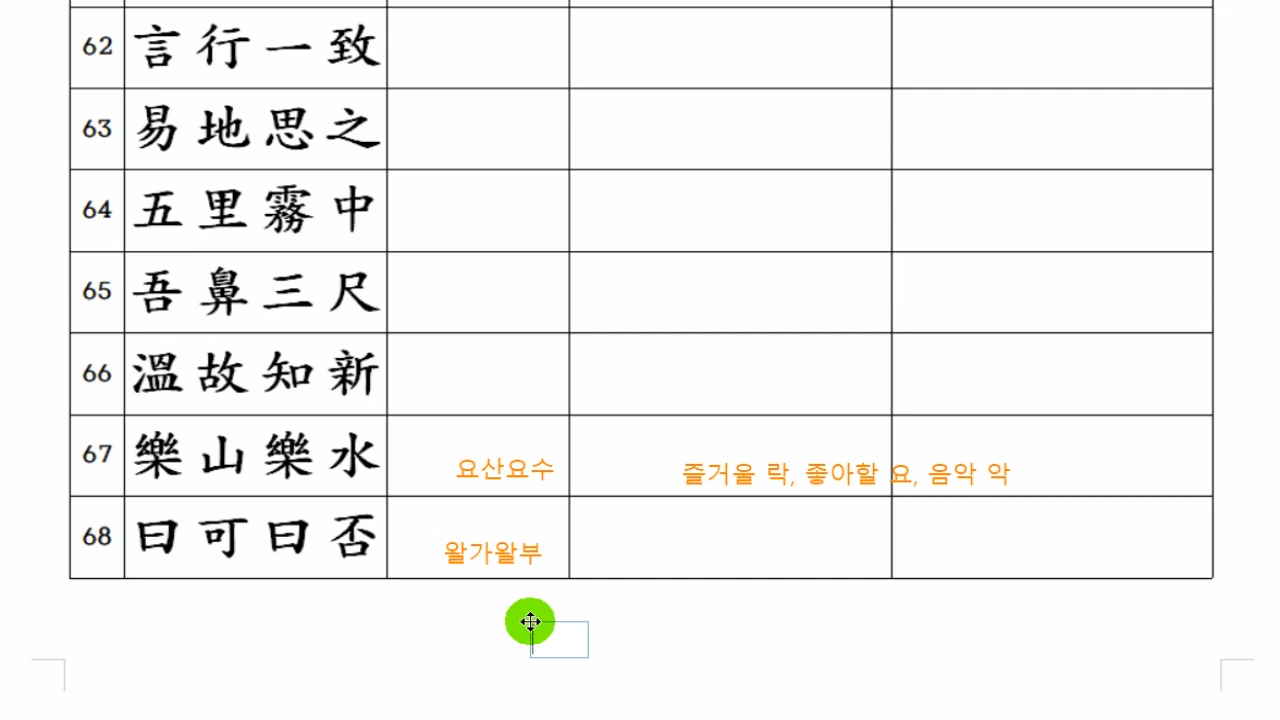 62 言行一致
63 易地思之
64 五里霧中
65 吾鼻三尺
66 溫故知新
67 樂山樂水 요산요수 즐거울 락, 좋아할 요, 음악 악
68 曰可曰否 왈가왈부